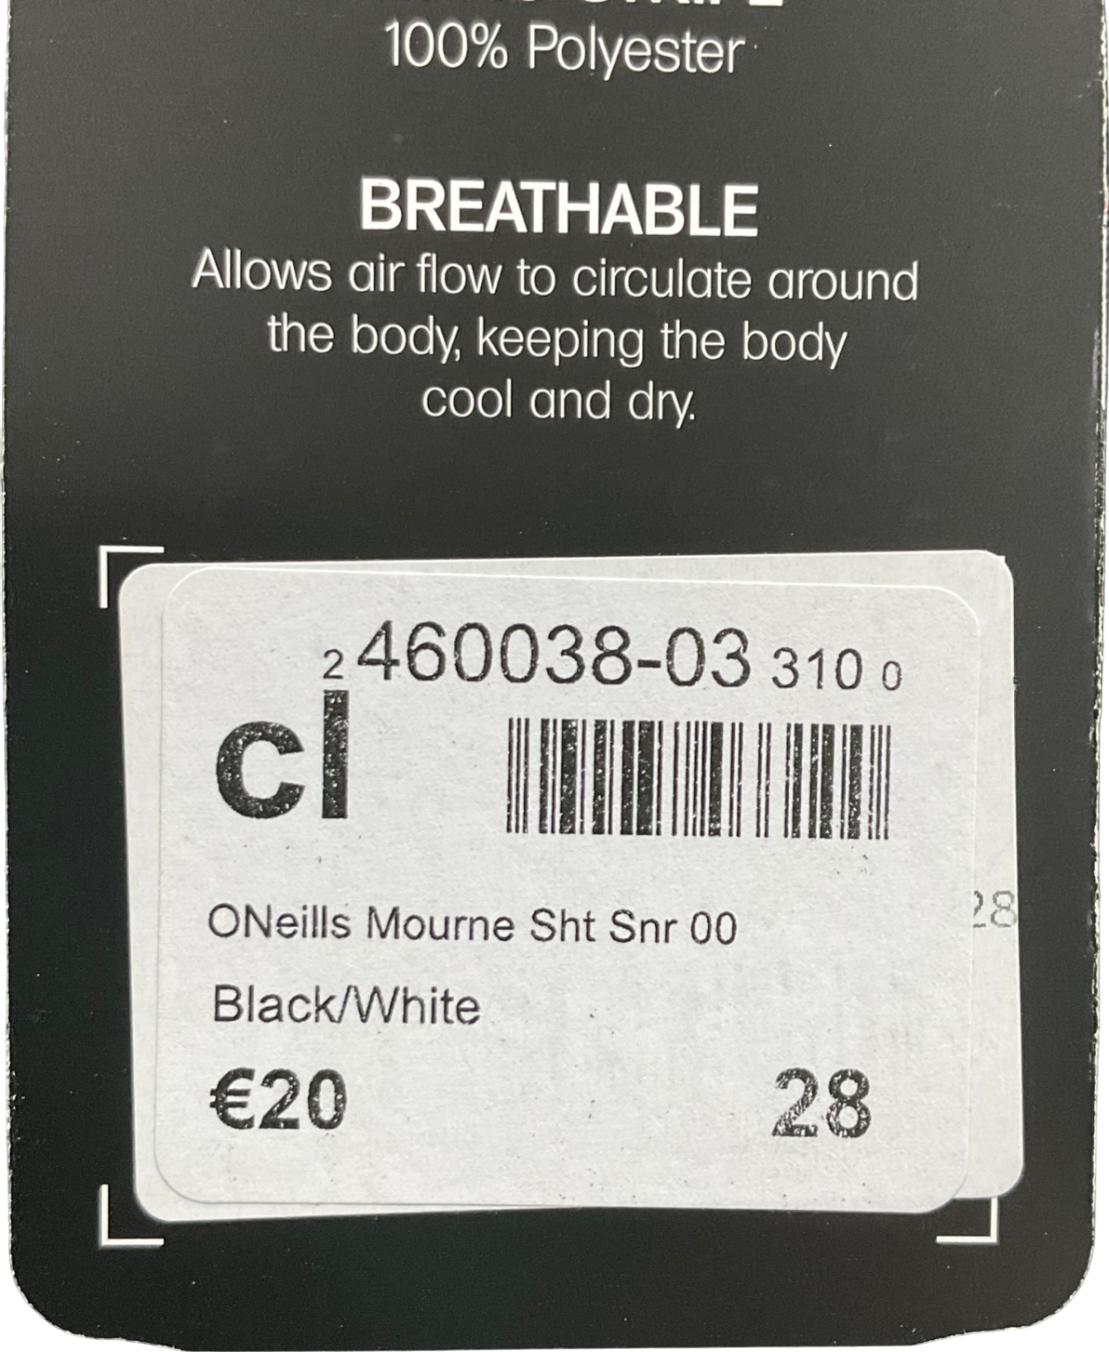 100% Polyester
BREATHABLE
Allows air flow to circulate around
the body, keeping the body
cool and dry.
2 460038-03 310 0
cl
ONeills Mourne Sht Snr 00
Black/White
€20 28
28